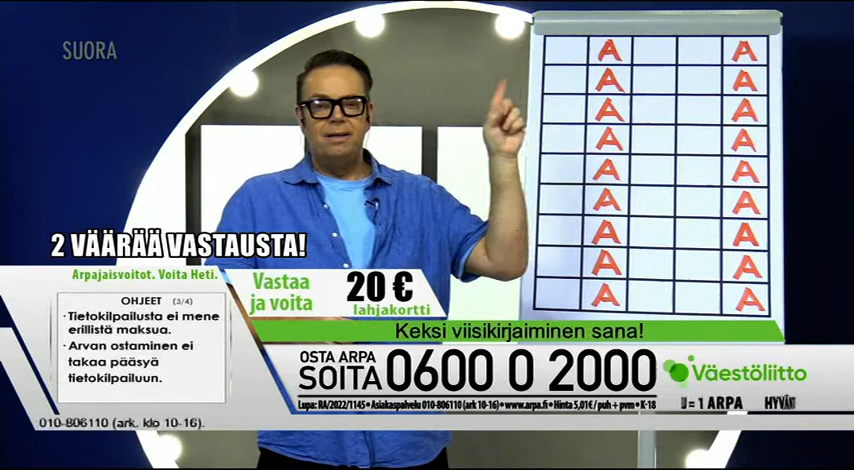 SUORA
A A
A A
A A
A A
A A
A A
A A
A A
A A
2 VÄÄRÄÄ VASTAUSTA!
Arpajaisvoitot. Voita Heti.
Vastaa
ja voita
20 €
lahjakortti
OHJEET (3/4)
·Tietokilpailusta ei mene
erillistä maksua.
·Arvan ostaminen ei
takaa pääsyä
tietokilpailuun.
Keksi viisikirjaiminen sana!
OSTA ARPA
SOITA 0600 0 2000
Väestöliitto
Lupa: RA/2022/1145 • Asiakaspalvelu 010-806110 (ark 10-16) • www.arpa.fi • Hinta 5,01€ / puh + pvm • K-18
= 1 ARPA
010-806110 (ark. klo 10-16).